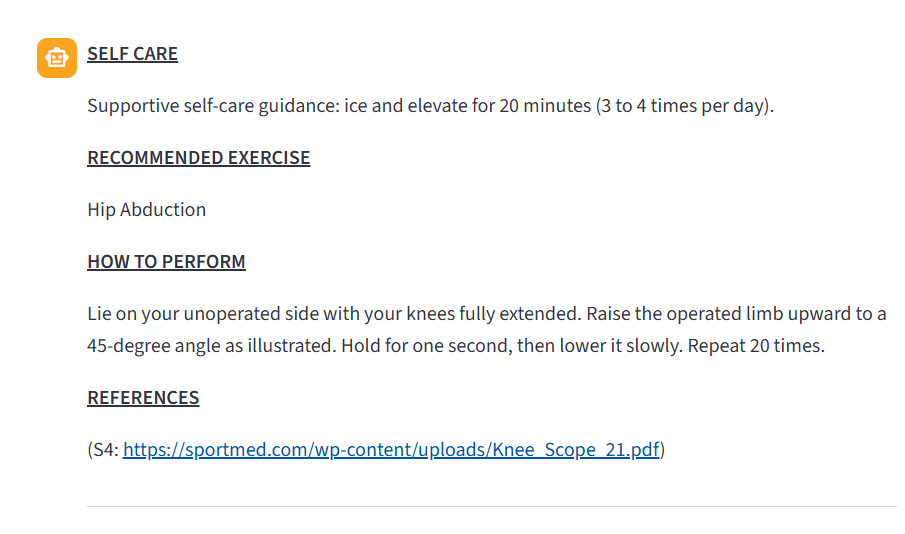 SELF CARE
Supportive self-care guidance: ice and elevate for 20 minutes (3 to 4 times per day).
RECOMMENDED EXERCISE
Hip Abduction
HOW TO PERFORM
Lie on your unoperated side with your knees fully extended. Raise the operated limb upward to a
45-degree angle as illustrated. Hold for one second, then lower it slowly. Repeat 20 times.
REFERENCES
(S4: https://sportmed.com/wp-content/uploads/Knee_Scope_21.pdf)